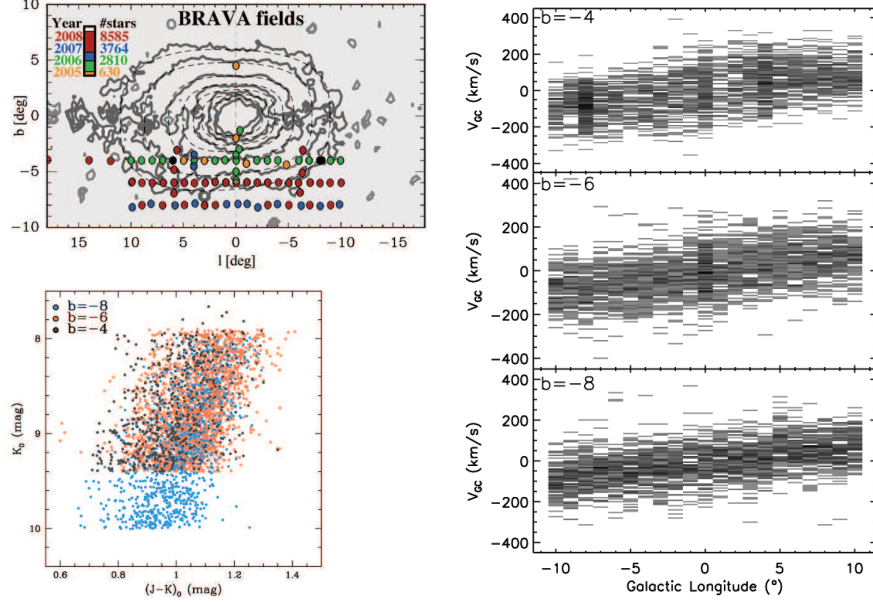 BRAVA fields
Year #stars
2008 8585
2007 3764
2006 2810
2005 630
10
5
0
−5
−10
b [deg]
15 10 5 0 −5 −10 −15
l [deg]
b=−8
b=−6
b=−4
8
9
10
K₀ (mag)
0.6 0.8 1 1.2 1.4
(J−K)₀ (mag)
b=−4
400
200
0
−200
−400
V_GC (km/s)
b=−6
400
200
0
−200
−400
V_GC (km/s)
b=−8
400
200
0
−200
−400
V_GC (km/s)
−10 −5 0 5 10
Galactic Longitude (°)